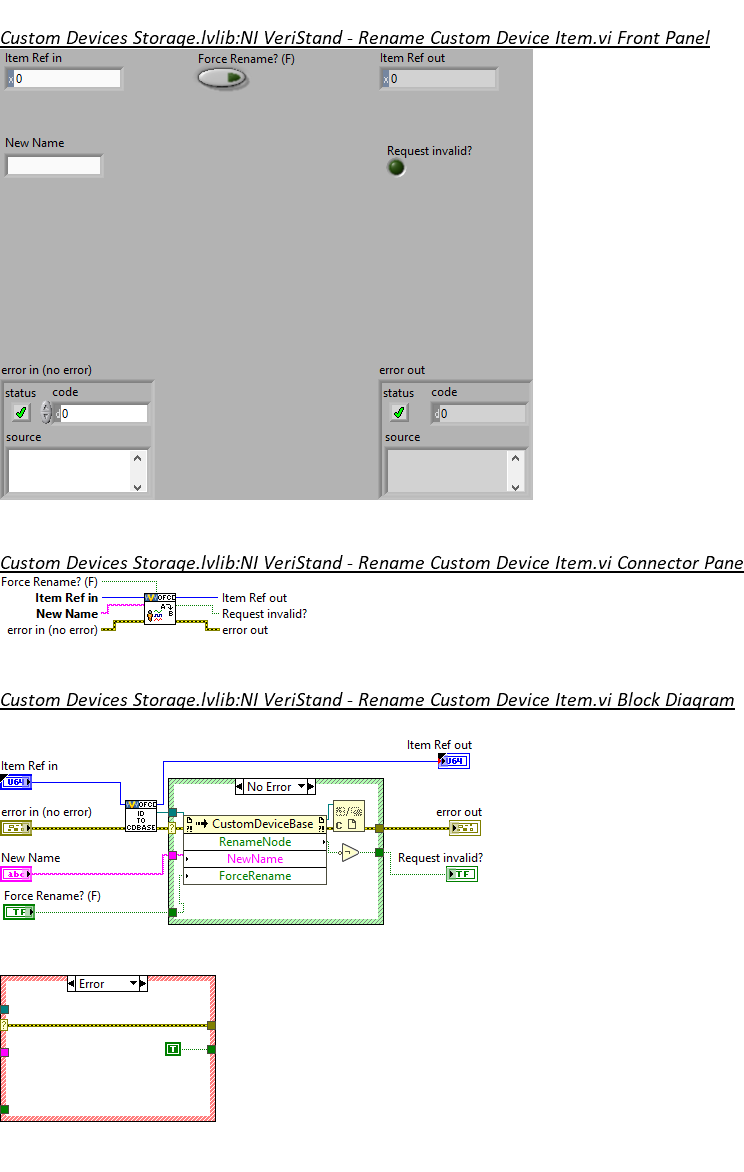 Custom Devices Storage.lvlib:NI VeriStand - Rename Custom Device Item.vi Front Panel
Item Ref in
Force Rename? (F)
Item Ref out
x 0
x 0
New Name
Request invalid?
error in (no error)
error out
status code
status code
d 0
d 0
source
source
Custom Devices Storage.lvlib:NI VeriStand - Rename Custom Device Item.vi Connector Pane
Force Rename? (F)
Item Ref in
OFCD
Item Ref out
New Name
A
B
Request invalid?
error in (no error)
error out
Custom Devices Storage.lvlib:NI VeriStand - Rename Custom Device Item.vi Block Diagram
Item Ref out
U64
Item Ref in
U64
No Error
OFCD
ID
TO
CDBASE
error in (no error)
?
CustomDeviceBase
C
error out
RenameNode
New Name
NewName
Request invalid?
abc
ForceRename
TF
Force Rename? (F)
TF
Error
?
T